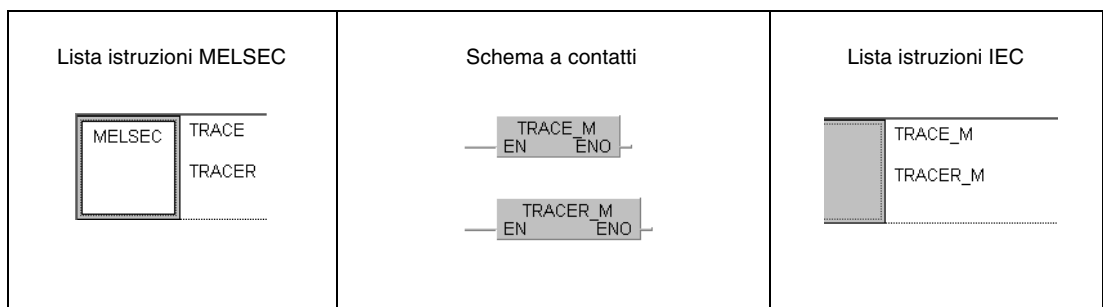 Lista istruzioni MELSEC
MELSEC
TRACE
TRACER
Schema a contatti
TRACE_M
EN ENO
TRACER_M
EN ENO
Lista istruzioni IEC
TRACE_M
TRACER_M